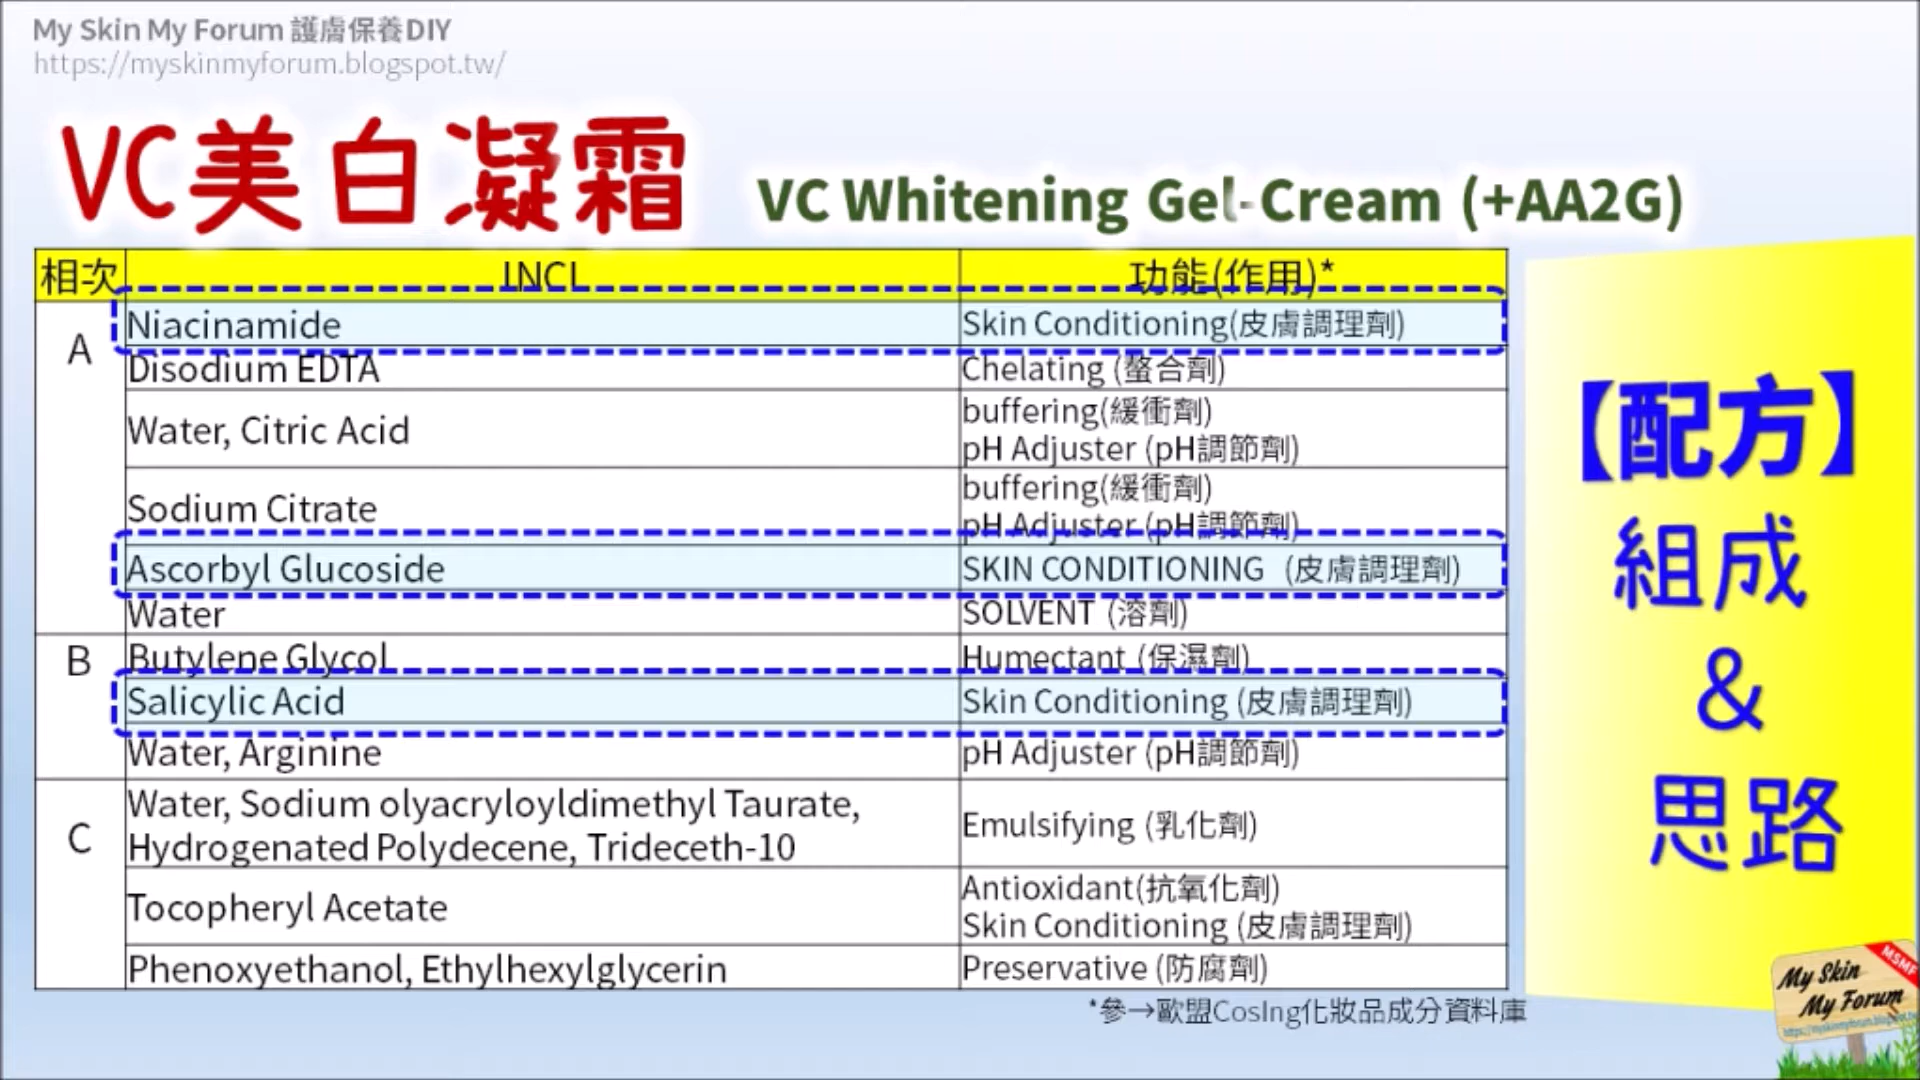 My Skin My Forum 護膚保養DIY
https://myskinmyforum.blogspot.tw/
VC美白凝霜
VC Whitening Gel-Cream (+AA2G)
相次 INCI 功能(作用)*
A
Niacinamide Skin Conditioning(皮膚調理劑)
Disodium EDTA Chelating (螯合劑)
Water, Citric Acid buffering(緩衝劑)
pH Adjuster (pH調節劑)
Sodium Citrate buffering(緩衝劑)
pH Adjuster (pH調節劑)
Ascorbyl Glucoside SKIN CONDITIONING (皮膚調理劑)
Water SOLVENT (溶劑)
B
Butylene Glycol Humectant (保濕劑)
Salicylic Acid Skin Conditioning (皮膚調理劑)
Water, Arginine pH Adjuster (pH調節劑)
C
Water, Sodium olyacryloyldimethyl Taurate,
Hydrogenated Polydecene, Trideceth-10 Emulsifying (乳化劑)
Tocopheryl Acetate Antioxidant(抗氧化劑)
Skin Conditioning (皮膚調理劑)
Phenoxyethanol, Ethylhexylglycerin Preservative (防腐劑)
*參→歐盟CosIng化妝品成分資料庫
【配方】
組成
&
思路
MSMF
My Skin
My Forum